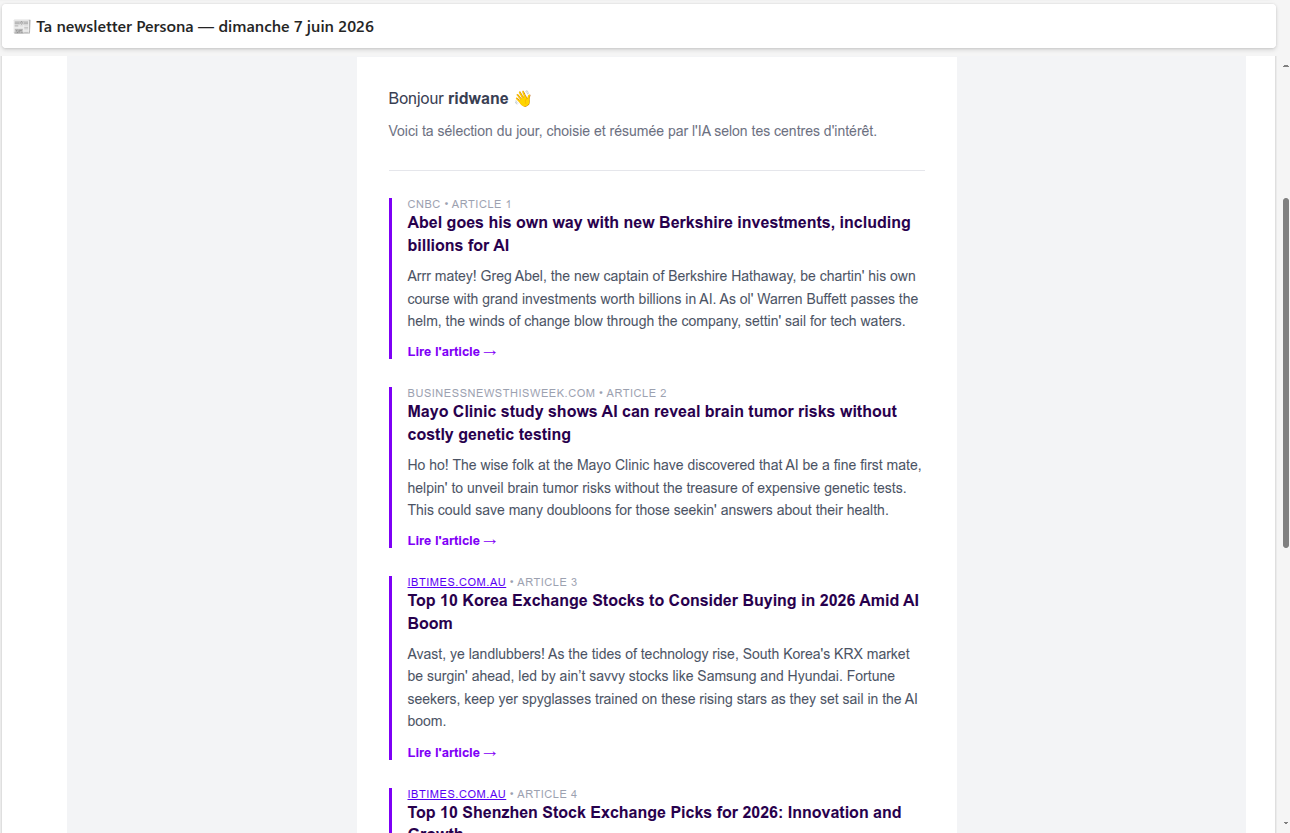 📰 Ta newsletter Persona — dimanche 7 juin 2026
Bonjour ridwane 👋
Voici ta sélection du jour, choisie et résumée par l'IA selon tes centres d'intérêt.
CNBC • ARTICLE 1
Abel goes his own way with new Berkshire investments, including
billions for AI
Arrr matey! Greg Abel, the new captain of Berkshire Hathaway, be chartin' his own
course with grand investments worth billions in AI. As ol' Warren Buffett passes the
helm, the winds of change blow through the company, settin' sail for tech waters.
Lire l'article →
BUSINESSNEWSTHISWEEK.COM • ARTICLE 2
Mayo Clinic study shows AI can reveal brain tumor risks without
costly genetic testing
Ho ho! The wise folk at the Mayo Clinic have discovered that AI be a fine first mate,
helpin' to unveil brain tumor risks without the treasure of expensive genetic tests.
This could save many doubloons for those seekin' answers about their health.
Lire l'article →
IBTIMES.COM.AU • ARTICLE 3
Top 10 Korea Exchange Stocks to Consider Buying in 2026 Amid AI
Boom
Avast, ye landlubbers! As the tides of technology rise, South Korea's KRX market
be surgin' ahead, led by ain’t savvy stocks like Samsung and Hyundai. Fortune
seekers, keep yer spyglasses trained on these rising stars as they set sail in the AI
boom.
Lire l'article →
IBTIMES.COM.AU • ARTICLE 4
Top 10 Shenzhen Stock Exchange Picks for 2026: Innovation and
Growth